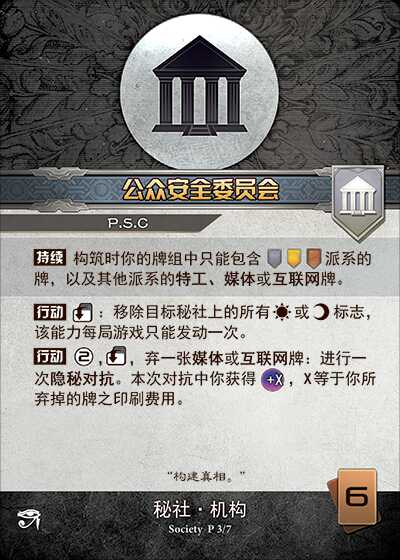 公众安全委员会
P.S.C
持续 构筑时你的牌组中只能包含派系的
牌，以及其他派系的特工、媒体或互联网牌。
行动 ：移除目标秘社上的所有或标志，
该能力每局游戏只能发动一次。
行动 ②，，弃一张媒体或互联网牌：进行一
次隐秘对抗。本次对抗中你获得 +X ，X等于你所
弃掉的牌之印刷费用。
“构建真相。”
秘社·机构
Society P 3/7
6